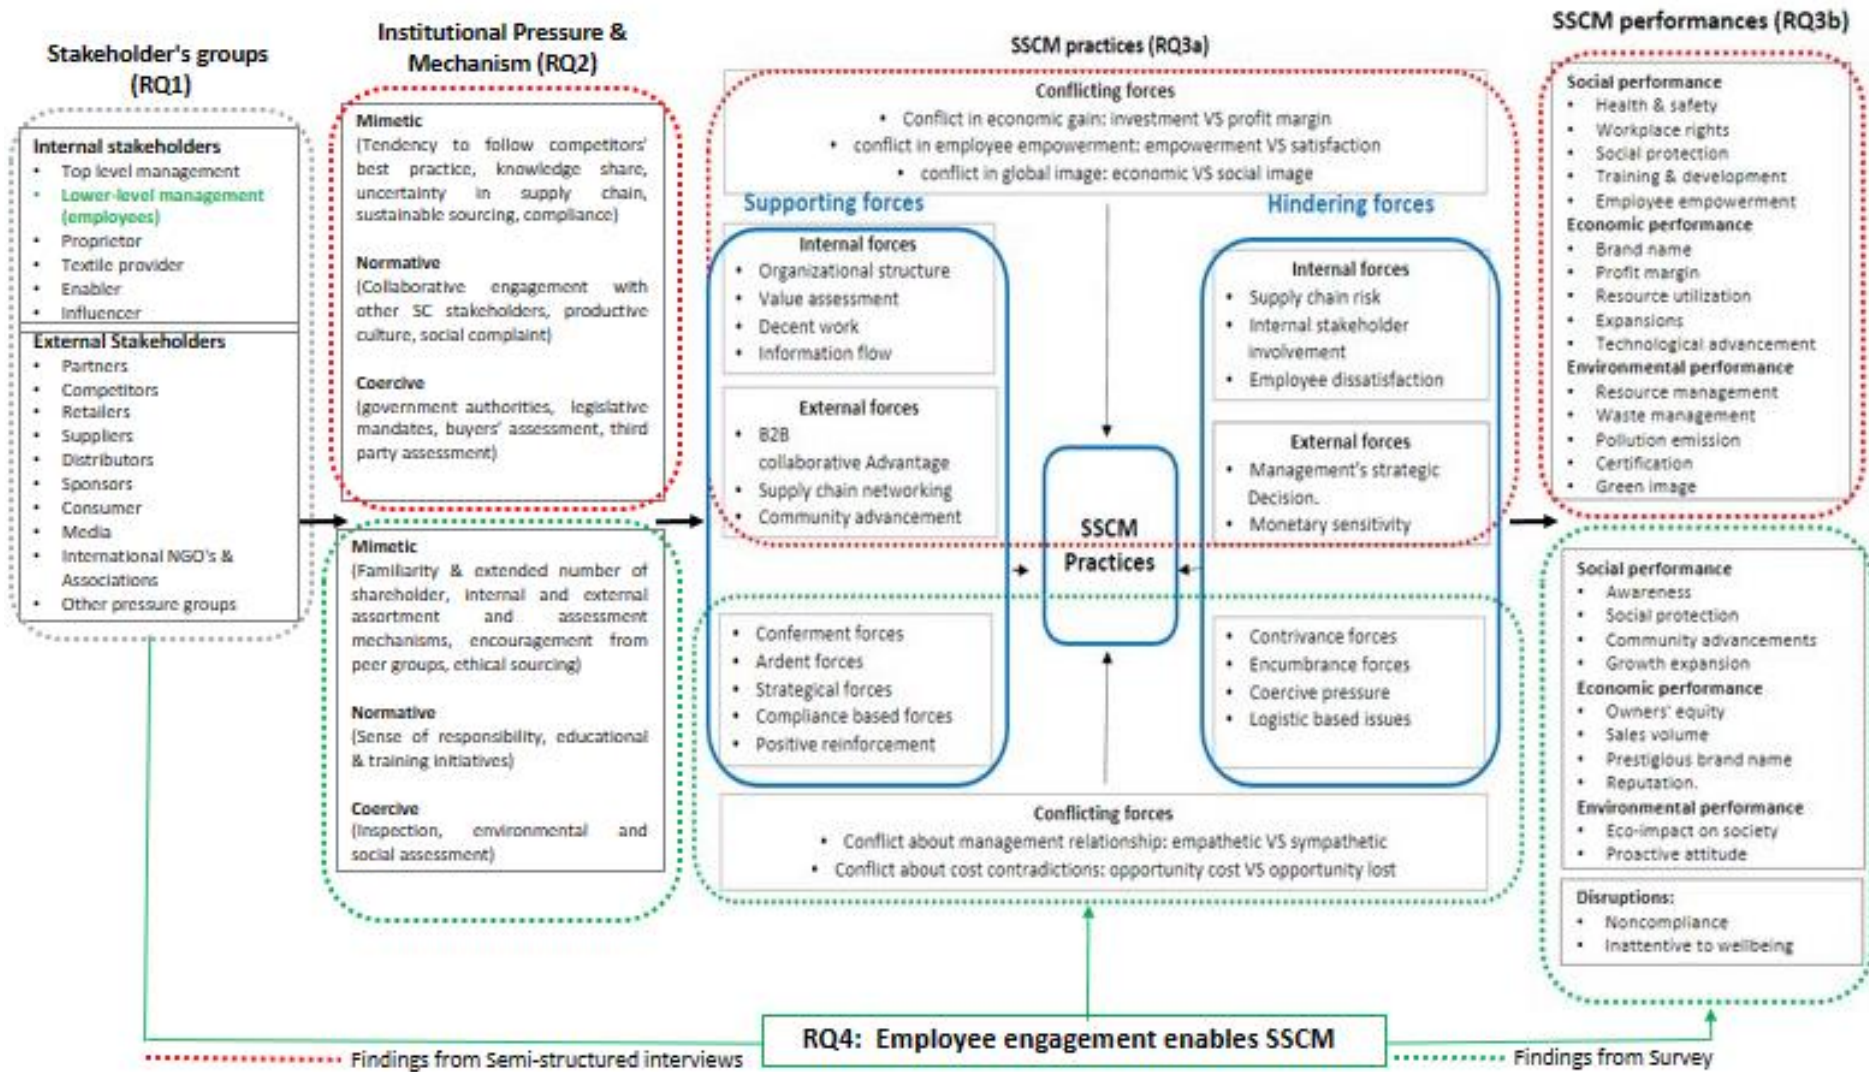 Stakeholder's groups
(RQ1)
Internal stakeholders
• Top level management
• Lower-level management
(employees)
• Proprietor
• Textile provider
• Enabler
• Influencer
External Stakeholders
• Partners
• Competitors
• Retailers
• Suppliers
• Distributors
• Sponsors
• Consumer
• Media
• International NGO's &
Associations
• Other pressure groups
Institutional Pressure &
Mechanism (RQ2)
Mimetic
(Tendency to follow competitors'
best practice, knowledge share,
uncertainty in supply chain,
sustainable sourcing, compliance)
Normative
(Collaborative engagement with
other SC stakeholders, productive
culture, social complaint)
Coercive
(government authorities, legislative
mandates, buyers' assessment, third
party assessment)
Mimetic
(Familiarity & extended number of
shareholder, internal and external
assortment and assessment
mechanisms, encouragement from
peer groups, ethical sourcing)
Normative
(Sense of responsibility, educational
& training initiatives)
Coercive
(Inspection, environmental and
social assessment)
SSCM practices (RQ3a)
Conflicting forces
• Conflict in economic gain: investment VS profit margin
• conflict in employee empowerment: empowerment VS satisfaction
• conflict in global image: economic VS social image
Supporting forces
Internal forces
• Organizational structure
• Value assessment
• Decent work
• Information flow
External forces
• B2B
collaborative Advantage
• Supply chain networking
• Community advancement
• Conferment forces
• Ardent forces
• Strategical forces
• Compliance based forces
• Positive reinforcement
SSCM
Practices
Hindering forces
Internal forces
• Supply chain risk
• Internal stakeholder
involvement
• Employee dissatisfaction
External forces
• Management's strategic
Decision.
• Monetary sensitivity
• Contrivance forces
• Encumbrance forces
• Coercive pressure
• Logistic based issues
Conflicting forces
• Conflict about management relationship: empathetic VS sympathetic
• Conflict about cost contradictions: opportunity cost VS opportunity lost
SSCM performances (RQ3b)
Social performance
• Health & safety
• Workplace rights
• Social protection
• Training & development
• Employee empowerment
Economic performance
• Brand name
• Profit margin
• Resource utilization
• Expansions
• Technological advancement
Environmental performance
• Resource management
• Waste management
• Pollution emission
• Certification
• Green image
Social performance
• Awareness
• Social protection
• Community advancements
• Growth expansion
Economic performance
• Owners' equity
• Sales volume
• Prestigious brand name
• Reputation.
Environmental performance
• Eco-impact on society
• Proactive attitude
Disruptions:
• Noncompliance
• Inattentive to wellbeing
RQ4: Employee engagement enables SSCM
Findings from Semi-structured interviews
Findings from Survey